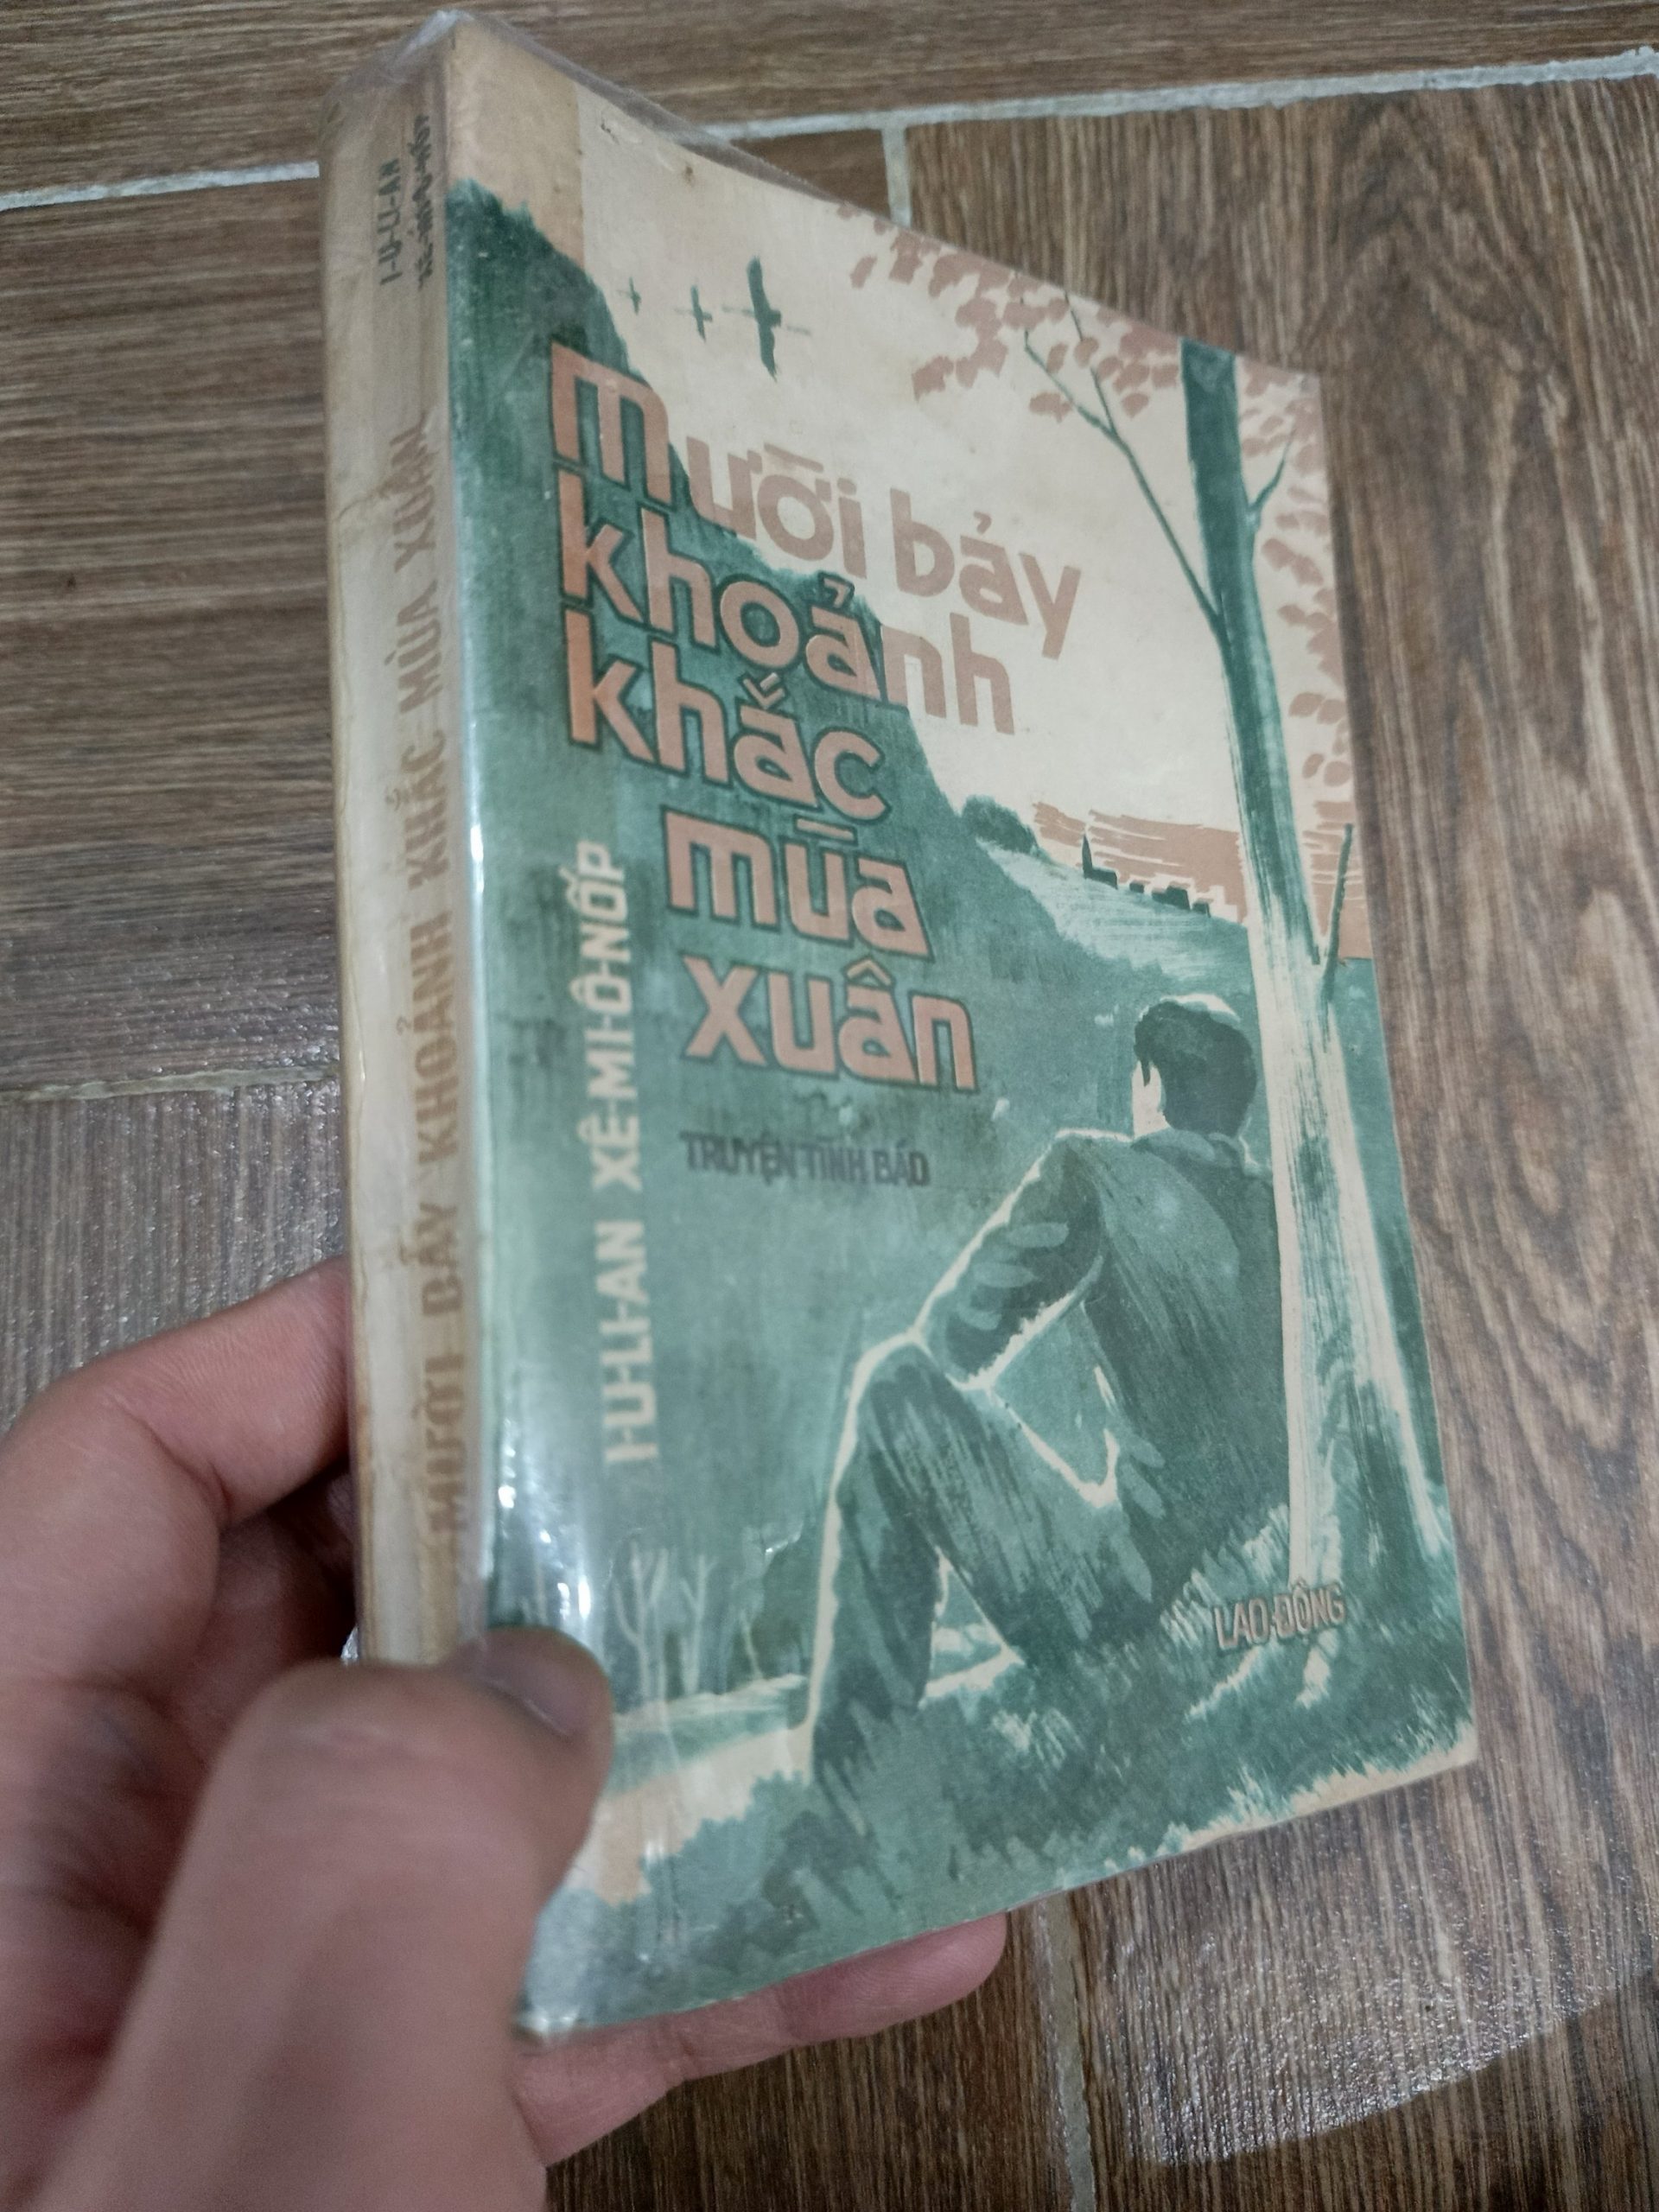 I-U-LI-AN
XÊ-MI-Ô-NỐP
MƯỜI BẢY KHOẢNH KHẮC MÙA XUÂN
mười bảy
khoảnh
khắc
mùa
xuân
I-U-LI-AN XÊ-MI-Ô-NỐP
TRUYỆN TÌNH BÁO
LAO-ĐỘNG